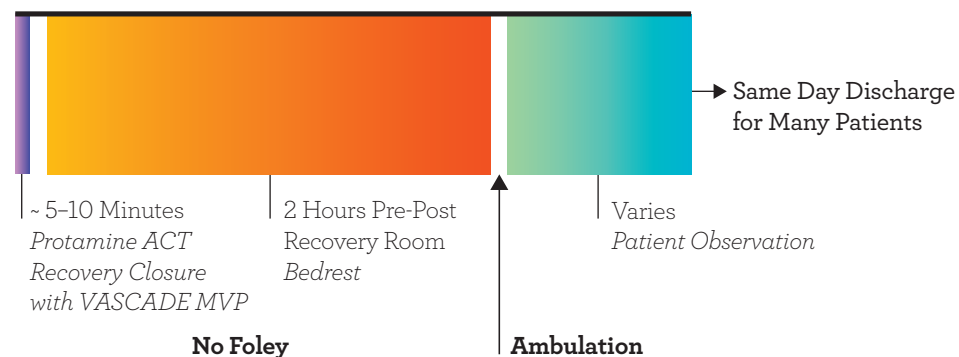 Same Day Discharge
for Many Patients
~ 5–10 Minutes
Protamine ACT
Recovery Closure
with VASCADE MVP
2 Hours Pre-Post
Recovery Room
Bedrest
Varies
Patient Observation
No Foley
Ambulation